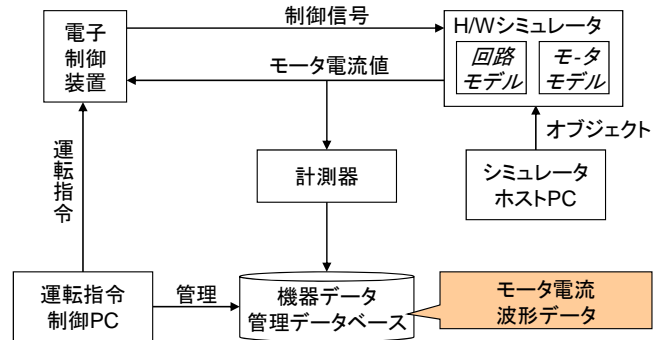 制御信号
電子
制御
装置
H/Wシミュレータ
回路
モデル
モータ
モデル
モータ電流値
オブジェクト
運転指令
計測器
シミュレータ
ホストPC
運転指令
制御PC
管理
機器データ
管理データベース
モータ電流
波形データ